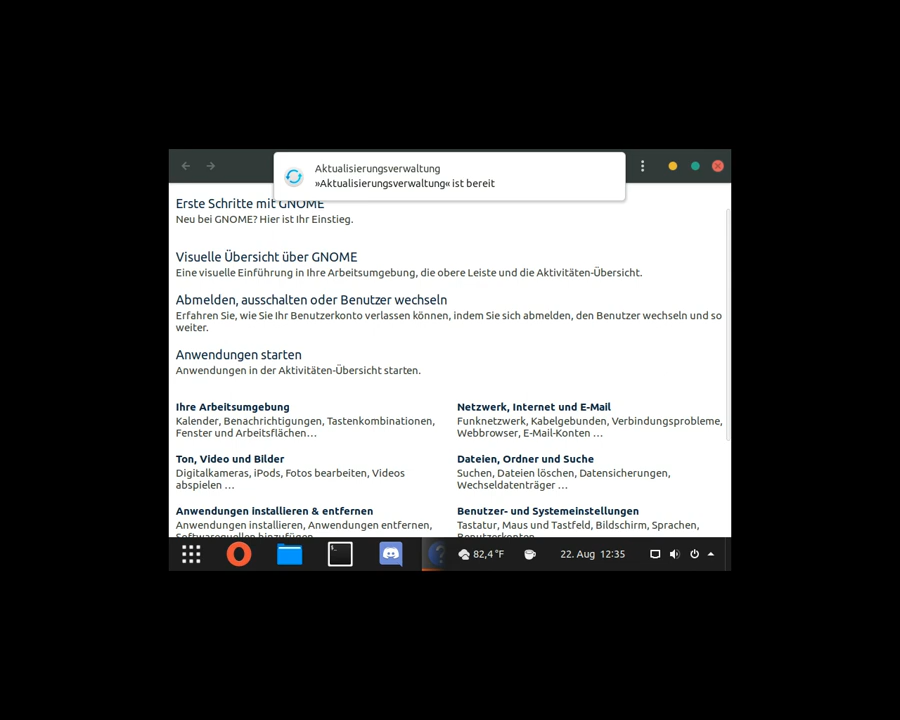 Aktualisierungsverwaltung
»Aktualisierungsverwaltung« ist bereit
Erste Schritte mit GNOME
Neu bei GNOME? Hier ist Ihr Einstieg.
Visuelle Übersicht über GNOME
Eine visuelle Einführung in Ihre Arbeitsumgebung, die obere Leiste und die Aktivitäten-Übersicht.
Abmelden, ausschalten oder Benutzer wechseln
Erfahren Sie, wie Sie Ihr Benutzerkonto verlassen können, indem Sie sich abmelden, den Benutzer wechseln und so
weiter.
Anwendungen starten
Anwendungen in der Aktivitäten-Übersicht starten.
Ihre Arbeitsumgebung
Kalender, Benachrichtigungen, Tastenkombinationen,
Fenster und Arbeitsflächen…
Netzwerk, Internet und E-Mail
Funknetzwerk, Kabelgebunden, Verbindungsprobleme,
Webbrowser, E-Mail-Konten …
Ton, Video und Bilder
Digitalkameras, iPods, Fotos bearbeiten, Videos
abspielen …
Dateien, Ordner und Suche
Suchen, Dateien löschen, Datensicherungen,
Wechseldatenträger …
Anwendungen installieren & entfernen
Anwendungen installieren, Anwendungen entfernen,
Softwarequellen hinzufügen
Benutzer- und Systemeinstellungen
Tastatur, Maus und Tastfeld, Bildschirm, Sprachen,
Benutzerkonten
82,4 °F
22. Aug 12:35